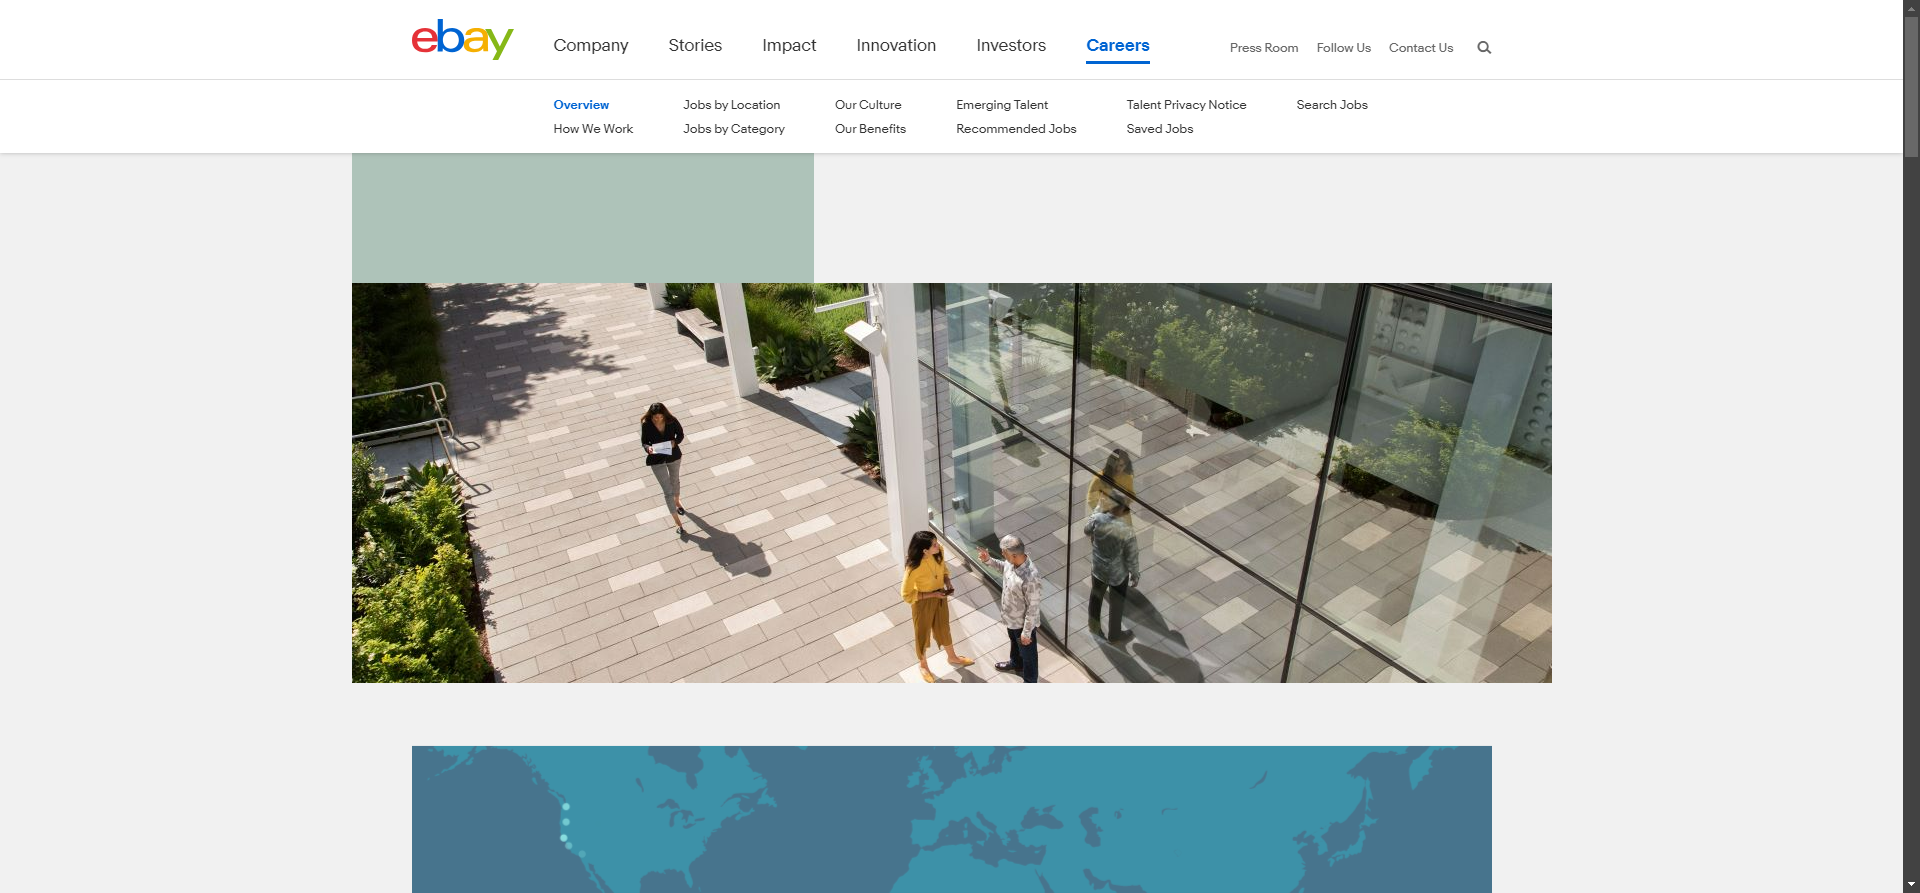 ebay
Company Stories Impact Innovation Investors Careers Press Room Follow Us Contact Us
Overview Jobs by Location Our Culture Emerging Talent Talent Privacy Notice Search Jobs
How We Work Jobs by Category Our Benefits Recommended Jobs Saved Jobs